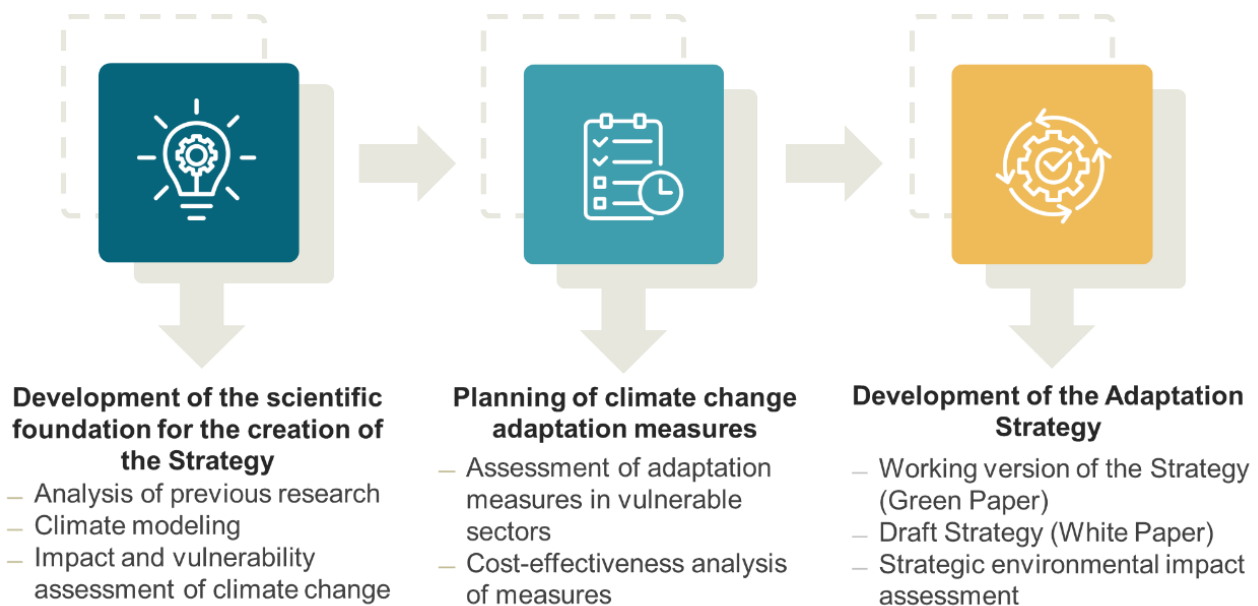 Development of the scientific
foundation for the creation of
the Strategy
– Analysis of previous research
– Climate modeling
– Impact and vulnerability
assessment of climate change
Planning of climate change
adaptation measures
– Assessment of adaptation
measures in vulnerable
sectors
– Cost-effectiveness analysis
of measures
Development of the Adaptation
Strategy
– Working version of the Strategy
(Green Paper)
– Draft Strategy (White Paper)
– Strategic environmental impact
assessment